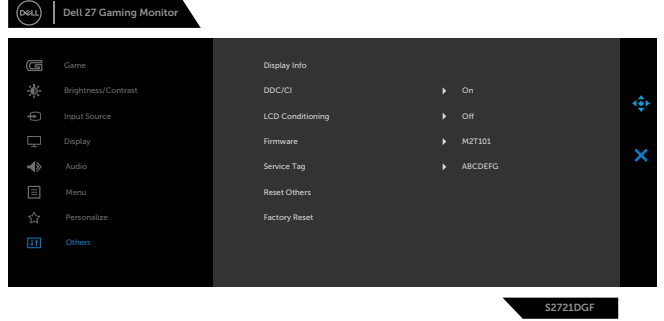 DELL
Dell 27 Gaming Monitor
Game
Display Info
Brightness/Contrast
DDC/CI
On
Input Source
LCD Conditioning
Off
Display
Firmware
M2T101
Audio
Service Tag
ABCDEFG
Menu
Reset Others
Personalize
Factory Reset
Others
S2721DGF